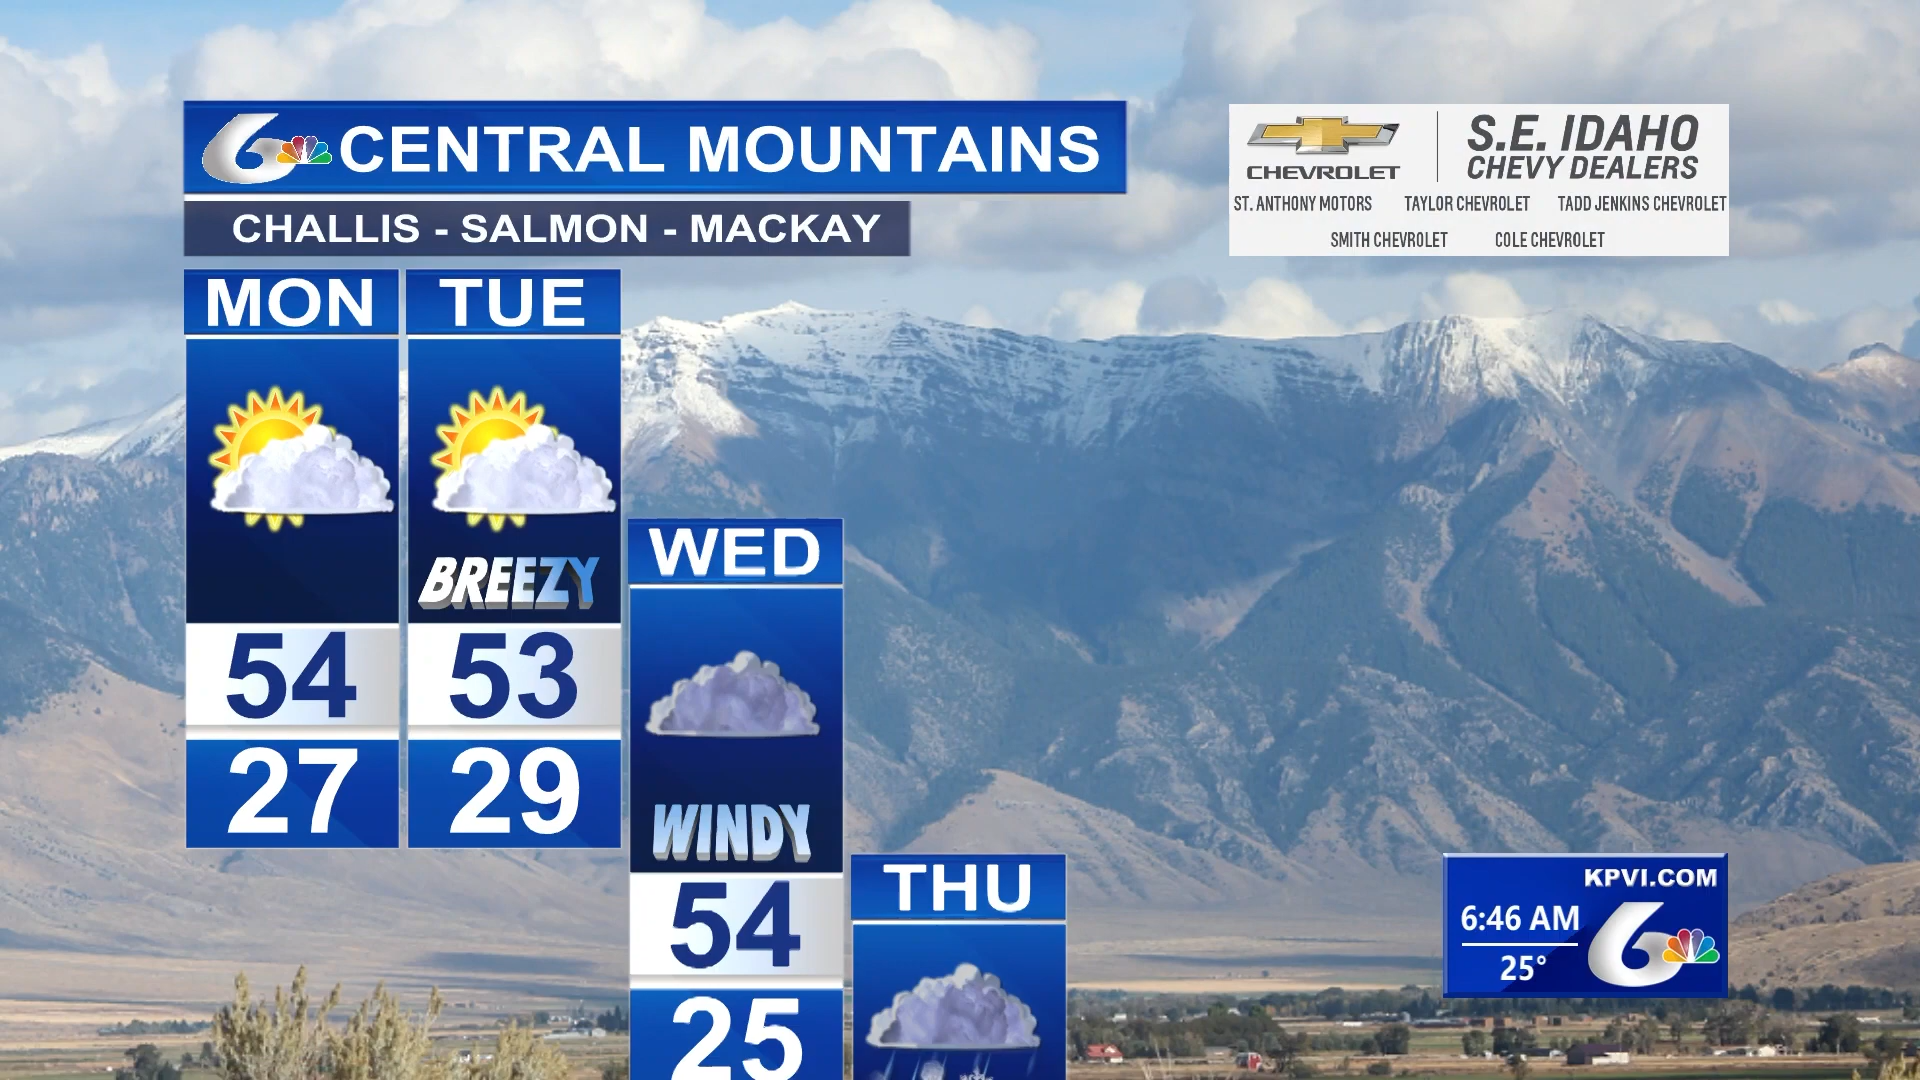 6 CENTRAL MOUNTAINS
CHALLIS - SALMON - MACKAY
CHEVROLET
S.E. IDAHO
CHEVY DEALERS
ST. ANTHONY MOTORS TAYLOR CHEVROLET TADD JENKINS CHEVROLET
SMITH CHEVROLET COLE CHEVROLET
MON
54
27
TUE
BREEZY
53
29
WED
WINDY
54
25
THU
KPVI.COM
6:46 AM
25°
6